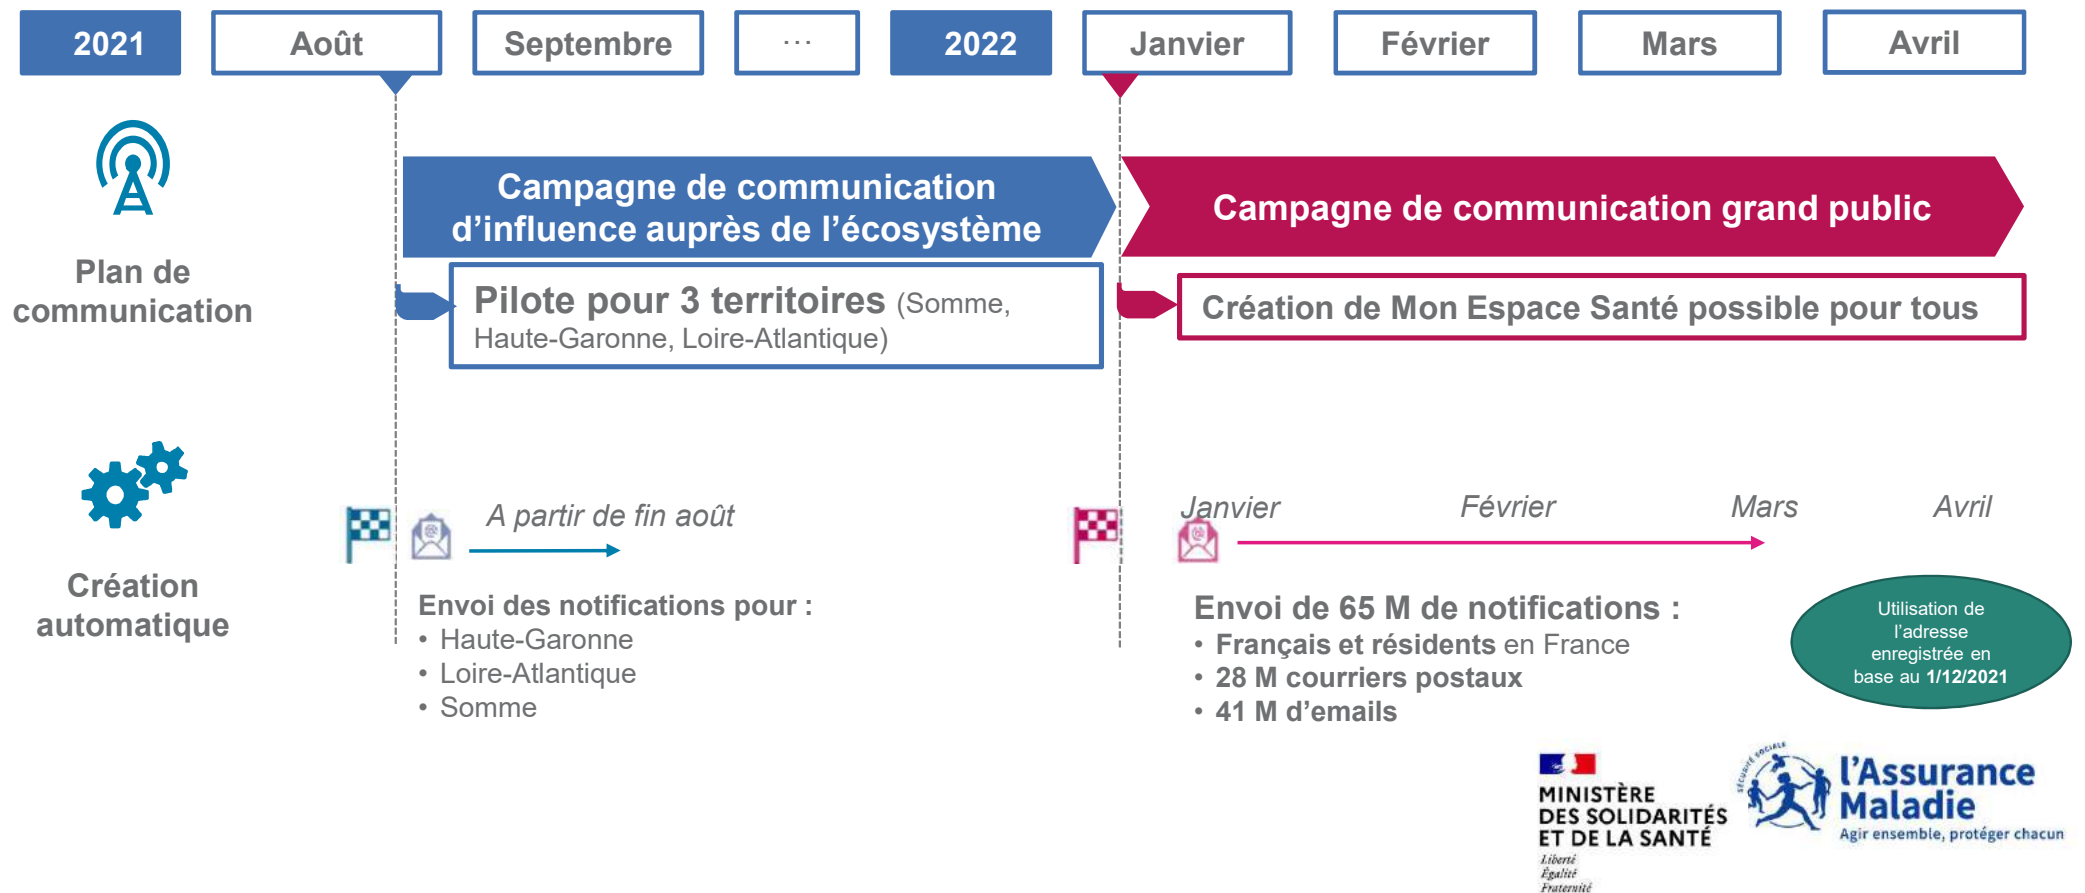 2021
Août
Septembre
...
2022
Janvier
Février
Mars
Avril
Plan de
communication
Campagne de communication
d’influence auprès de l’écosystème
Campagne de communication grand public
Pilote pour 3 territoires (Somme,
Haute-Garonne, Loire-Atlantique)
Création de Mon Espace Santé possible pour tous
Création
automatique
A partir de fin août
Envoi des notifications pour :
• Haute-Garonne
• Loire-Atlantique
• Somme
Janvier
Février
Mars
Avril
Envoi de 65 M de notifications :
• Français et résidents en France
• 28 M courriers postaux
• 41 M d’emails
Utilisation de
l’adresse
enregistrée en
base au 1/12/2021
MINISTÈRE
DES SOLIDARITÉS
ET DE LA SANTÉ
Liberté
Égalité
Fraternité
SÉCURITÉ SOCIALE
l’Assurance
Maladie
Agir ensemble, protéger chacun